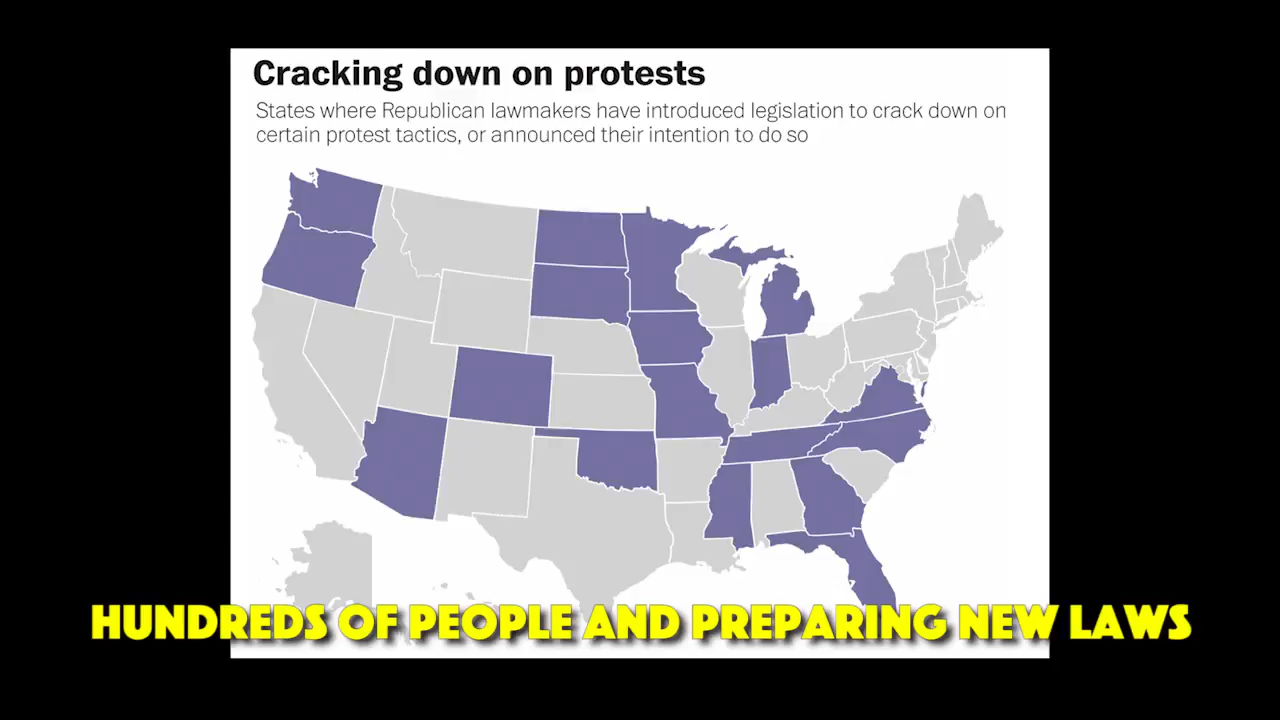 Cracking down on protests
States where Republican lawmakers have introduced legislation to crack down on
certain protest tactics, or announced their intention to do so
HUNDREDS OF PEOPLE AND PREPARING NEW LAWS